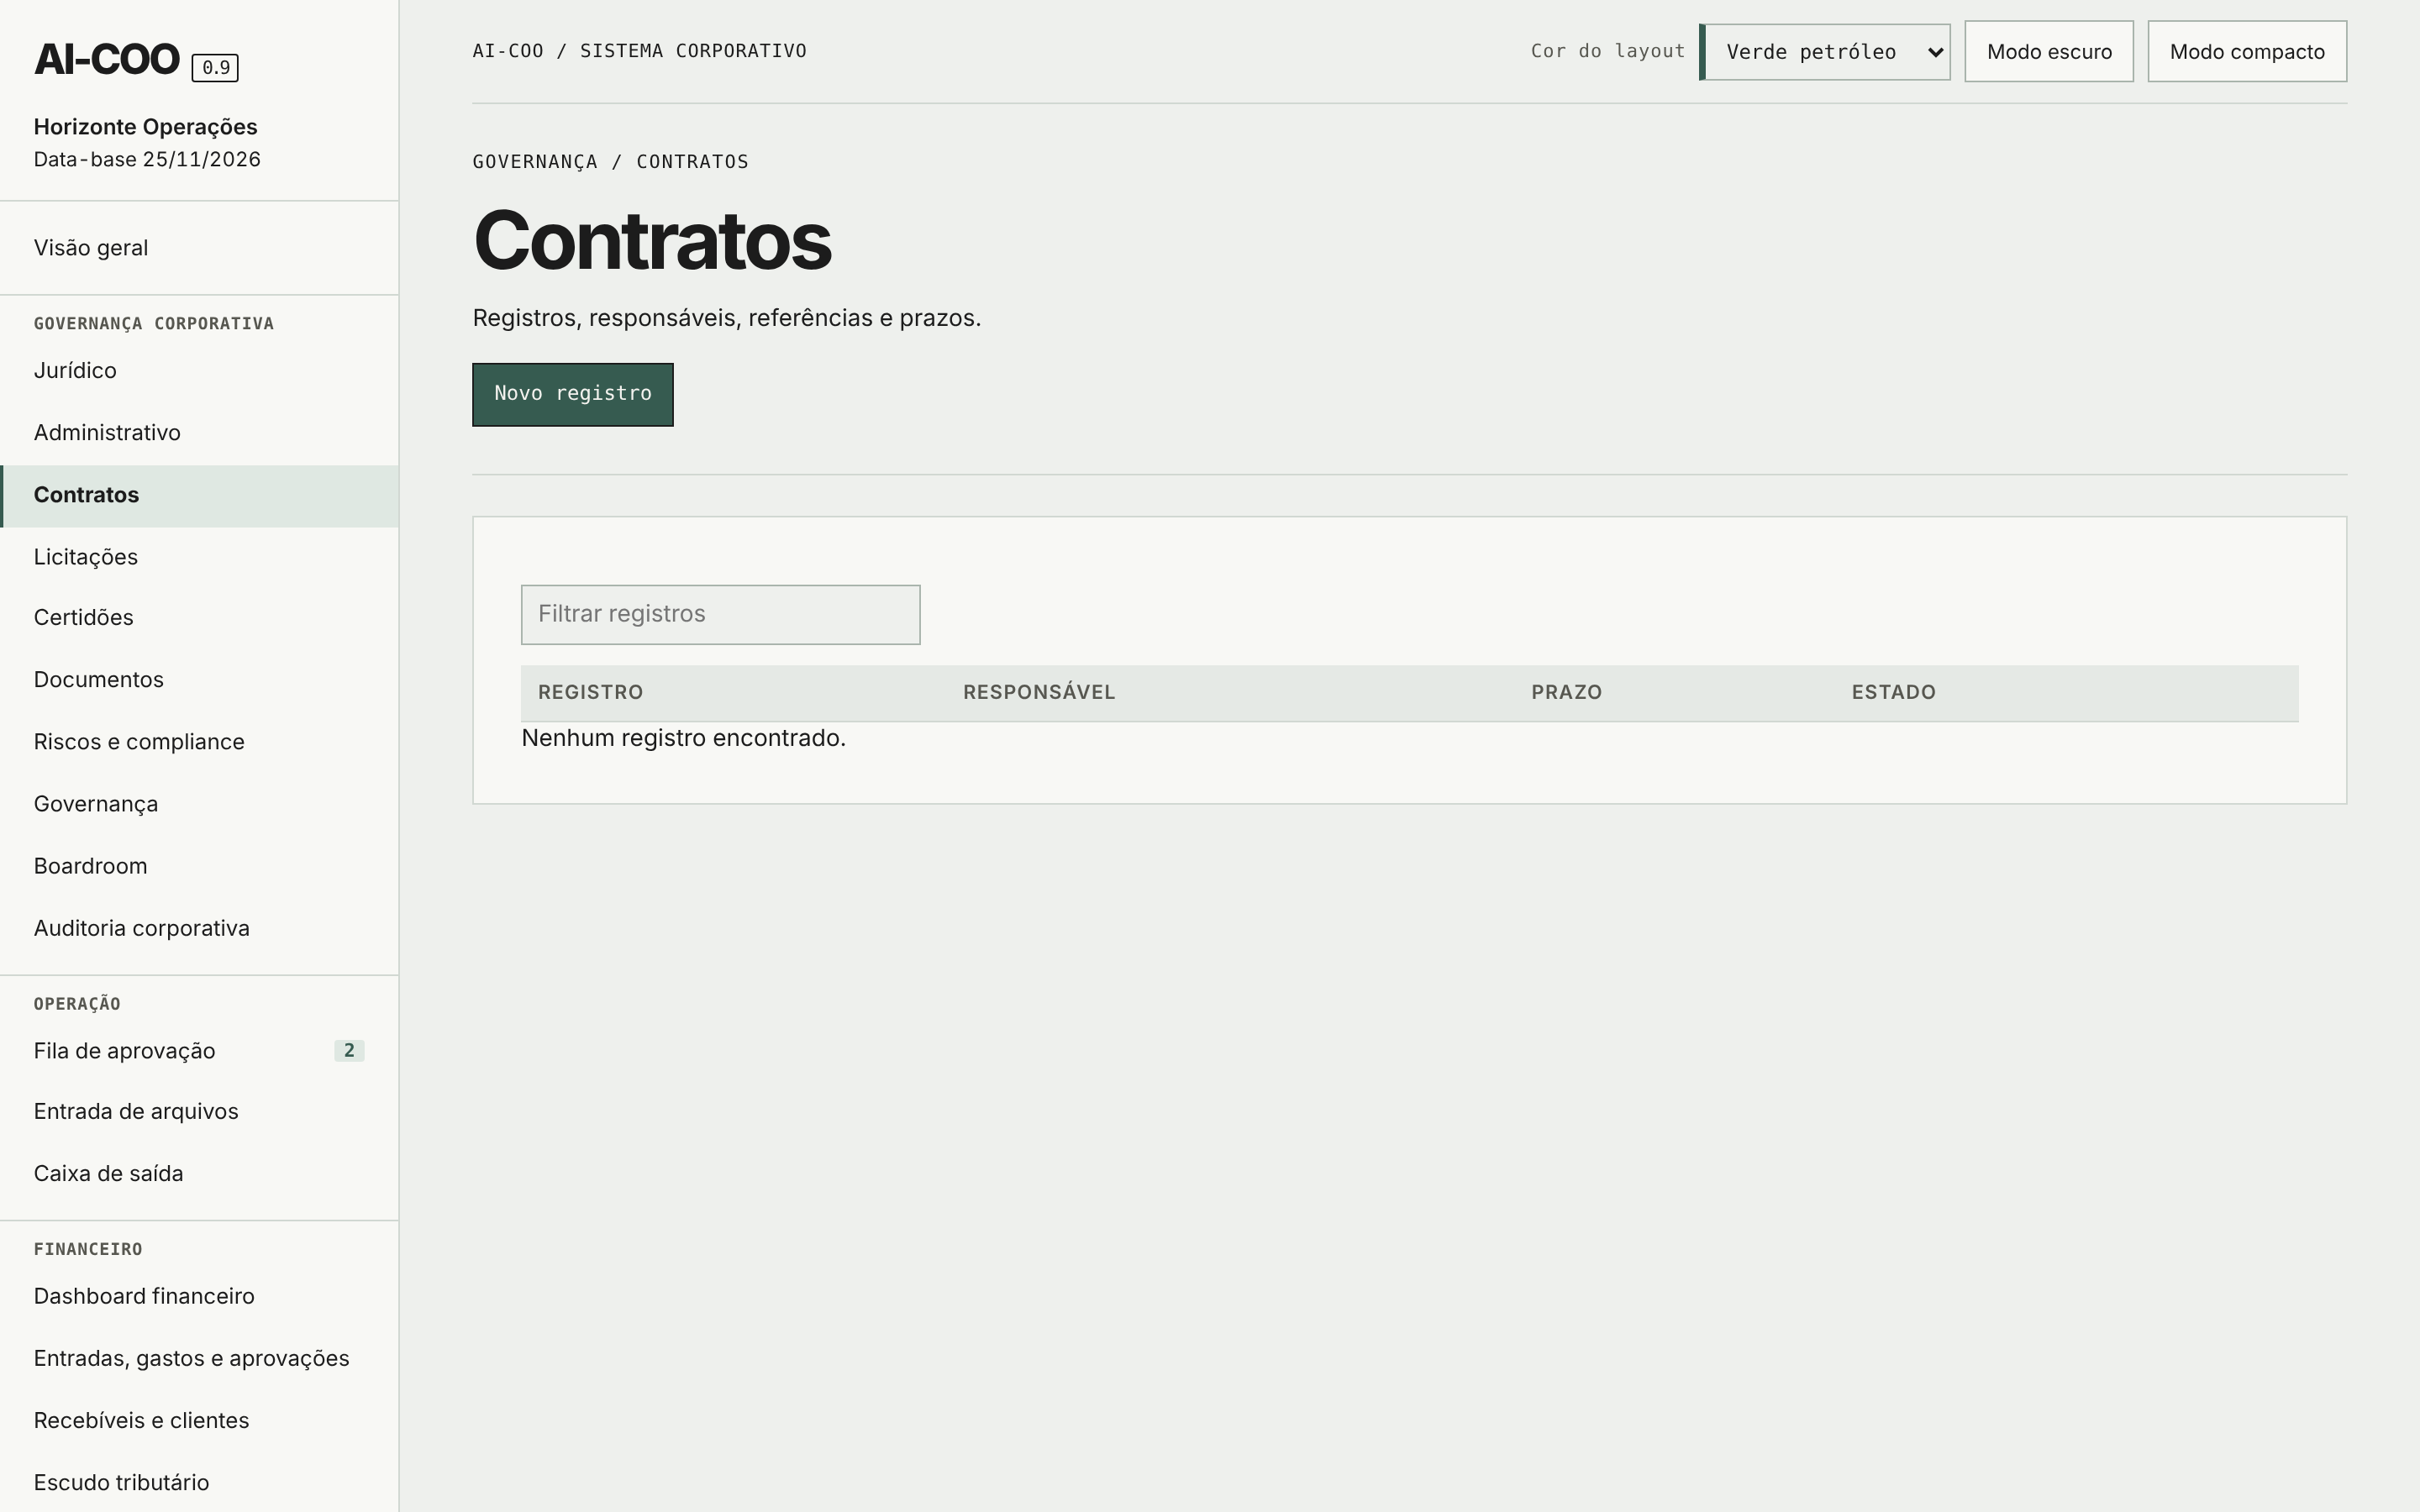 AI-COO 0.9
Horizonte Operações
Data-base 25/11/2026
Visão geral
GOVERNANÇA CORPORATIVA
Jurídico
Administrativo
Contratos
Licitações
Certidões
Documentos
Riscos e compliance
Governança
Boardroom
Auditoria corporativa
OPERAÇÃO
Fila de aprovação 2
Entrada de arquivos
Caixa de saída
FINANCEIRO
Dashboard financeiro
Entradas, gastos e aprovações
Recebíveis e clientes
Escudo tributário
AI-COO / SISTEMA CORPORATIVO Cor do layout Verde petróleo Modo escuro Modo compacto
GOVERNANÇA / CONTRATOS
Contratos
Registros, responsáveis, referências e prazos.
Novo registro
Filtrar registros
REGISTRO RESPONSÁVEL PRAZO ESTADO
Nenhum registro encontrado.